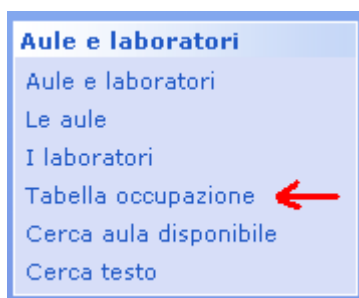 Aule e laboratori
Aule e laboratori
Le aule
I laboratori
Tabella occupazione
Cerca aula disponibile
Cerca testo